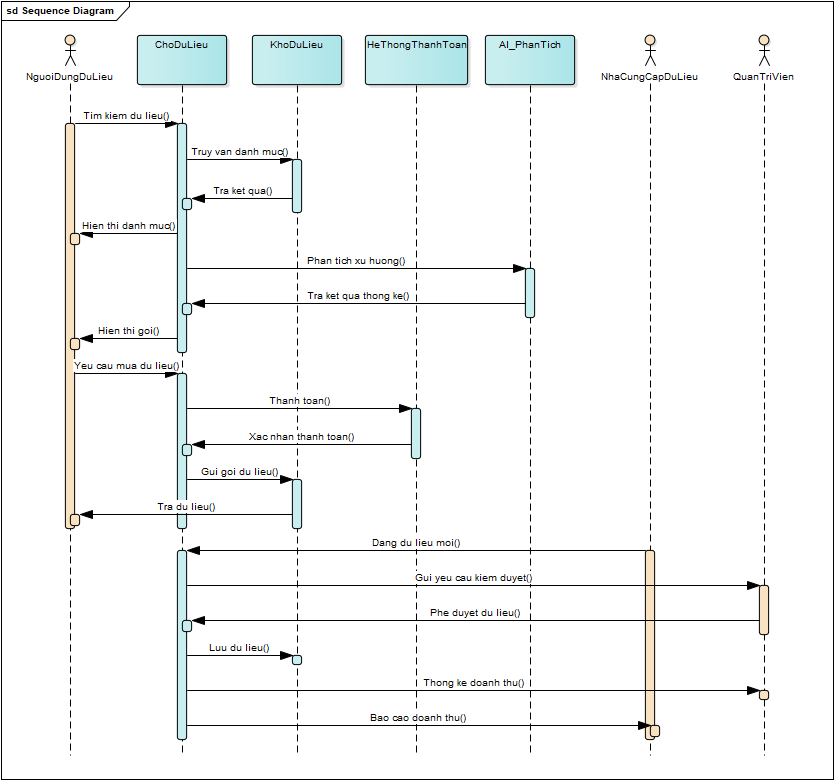 sd Sequence Diagram
NguoiDungDuLieu
ChoDuLieu
KhoDuLieu
HeThongThanhToan
AI_PhanTich
NhaCungCapDuLieu
QuanTriVien
Tim kiem du lieu()
Truy van danh muc()
Tra ket qua()
Hien thi danh muc()
Phan tich xu huong()
Tra ket qua thong ke()
Hien thi goi()
Yeu cau mua du lieu()
Thanh toan()
Xac nhan thanh toan()
Gui goi du lieu()
Tra du lieu()
Dang du lieu moi()
Gui yeu cau kiem duyet()
Phe duyet du lieu()
Luu du lieu()
Thong ke doanh thu()
Bao cao doanh thu()